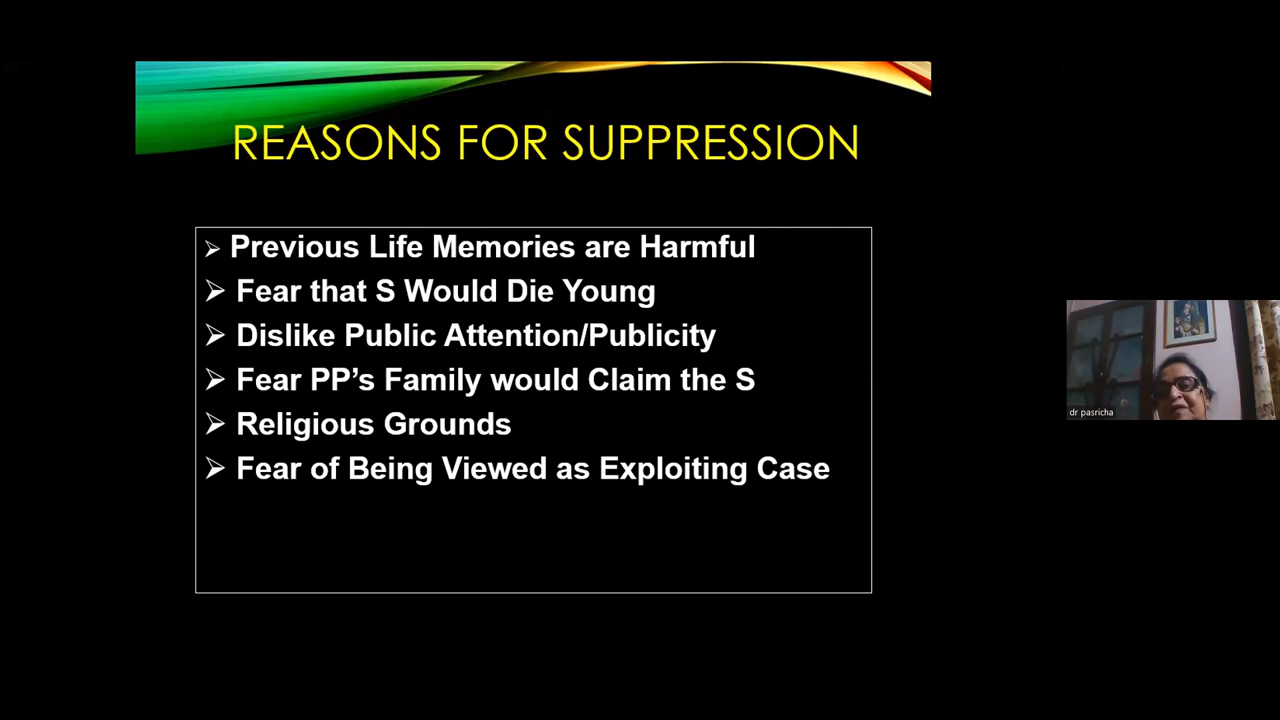 REASONS FOR SUPPRESSION
➢ Previous Life Memories are Harmful
➢ Fear that S Would Die Young
➢ Dislike Public Attention/Publicity
➢ Fear PP’s Family would Claim the S
➢ Religious Grounds
➢ Fear of Being Viewed as Exploiting Case
dr pasricha